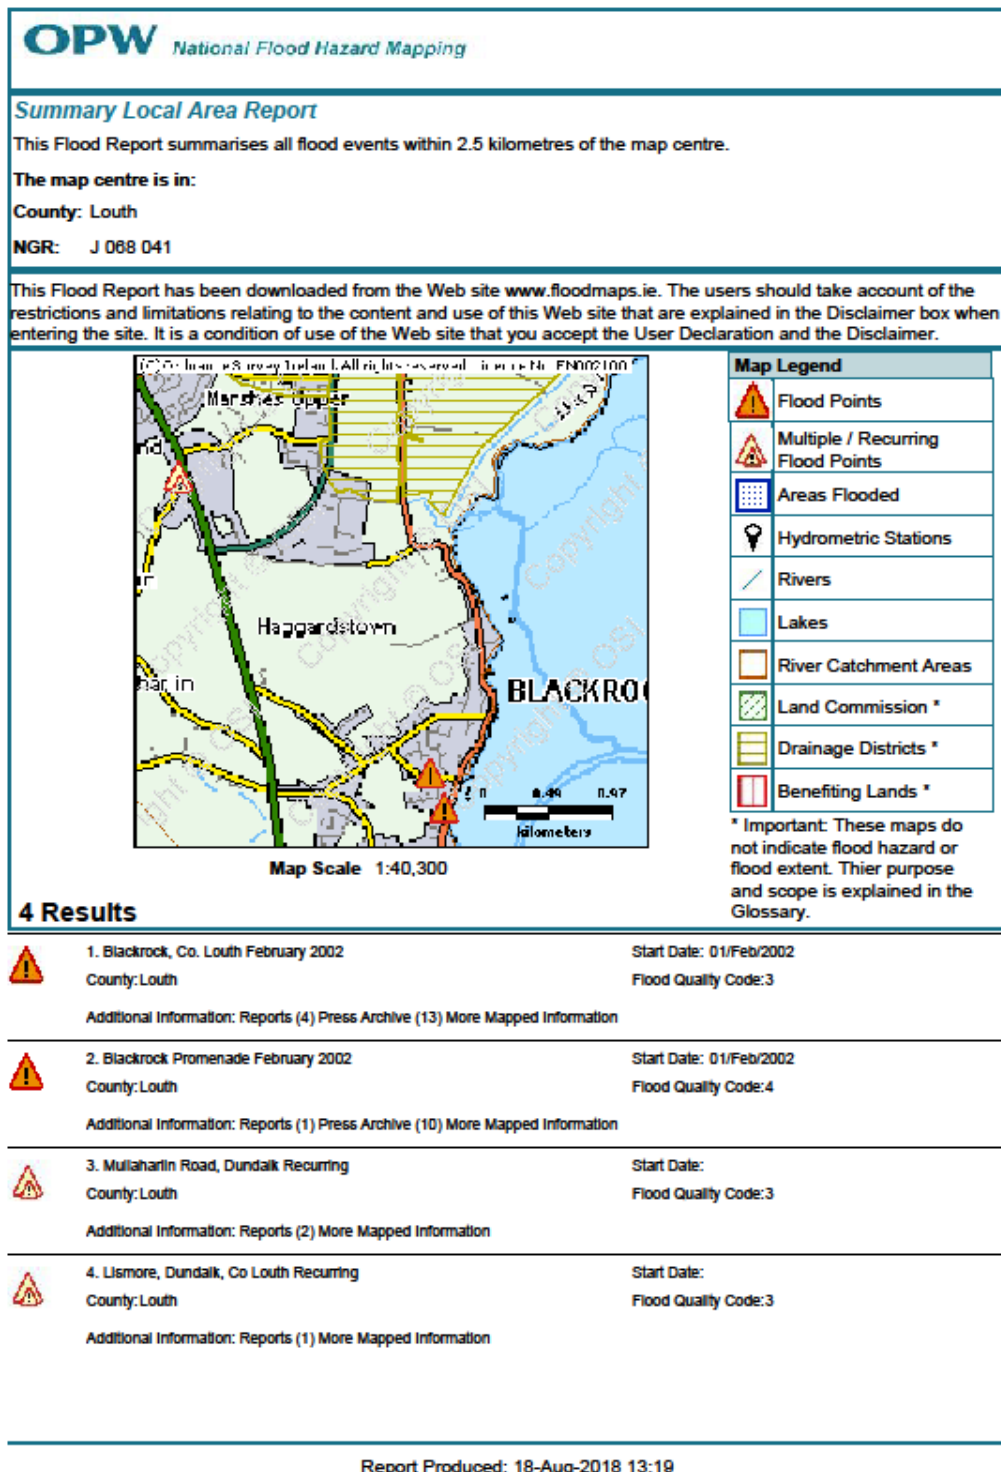 OPW National Flood Hazard Mapping
Summary Local Area Report
This Flood Report summarises all flood events within 2.5 kilometres of the map centre.
The map centre is in:
County: Louth
NGR: J 068 041
This Flood Report has been downloaded from the Web site www.floodmaps.ie. The users should take account of the
restrictions and limitations relating to the content and use of this Web site that are explained in the Disclaimer box when
entering the site. It is a condition of use of the Web site that you accept the User Declaration and the Disclaimer.
Marshes Upper
Haggardstown
BLACKRO
0 0.49 0.97
kilometers
Map Scale 1:40,300
Map Legend
Flood Points
Multiple / Recurring
Flood Points
Areas Flooded
Hydrometric Stations
Rivers
Lakes
River Catchment Areas
Land Commission *
Drainage Districts *
Benefiting Lands *
* Important: These maps do
not indicate flood hazard or
flood extent. Thier purpose
and scope is explained in the
Glossary.
4 Results
1. Blackrock, Co. Louth February 2002 Start Date: 01/Feb/2002
County: Louth Flood Quality Code:3
Additional Information: Reports (4) Press Archive (13) More Mapped Information
2. Blackrock Promenade February 2002 Start Date: 01/Feb/2002
County: Louth Flood Quality Code:4
Additional Information: Reports (1) Press Archive (10) More Mapped Information
3. Mullaharlin Road, Dundalk Recurring Start Date:
County: Louth Flood Quality Code:3
Additional Information: Reports (2) More Mapped Information
4. Lismore, Dundalk, Co Louth Recurring Start Date:
County: Louth Flood Quality Code:3
Additional Information: Reports (1) More Mapped Information
Report Produced: 18-Aug-2018 13:19